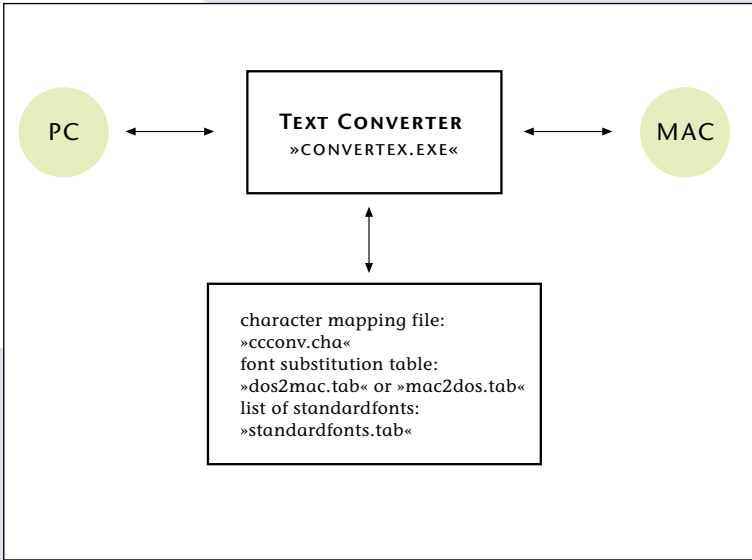 PC
TEXT CONVERTER
»CONVERTEX.EXE«
MAC
character mapping file:
»ccconv.cha«
font substitution table:
»dos2mac.tab« or »mac2dos.tab«
list of standardfonts:
»standardfonts.tab«